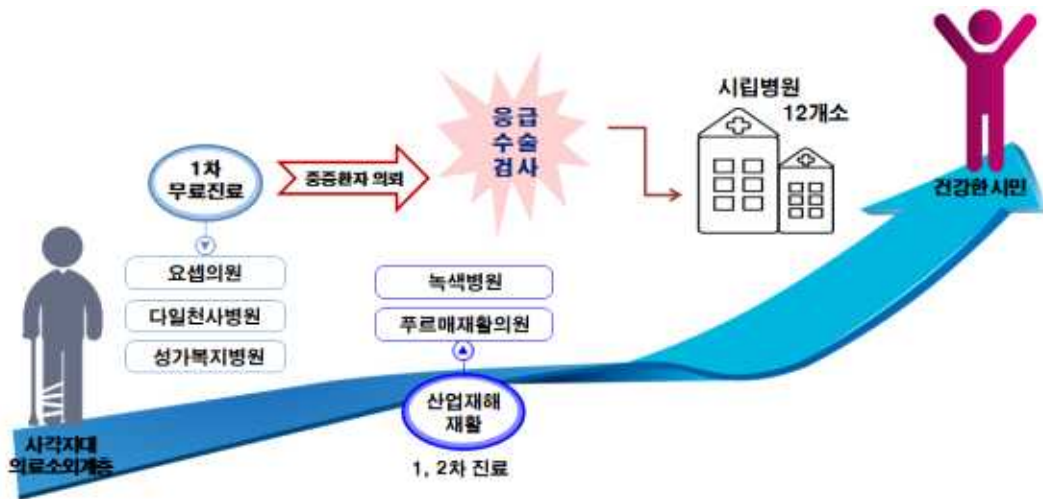 시립병원
12개소
응 급
수 술
검 사
1차
무료진료
중증환자 의뢰
건강한 시민
요셉의원
다일천사병원
성가복지병원
녹색병원
푸르매재활의원
산업재해
재활
1, 2차 진료
사각지대
의료소외계층